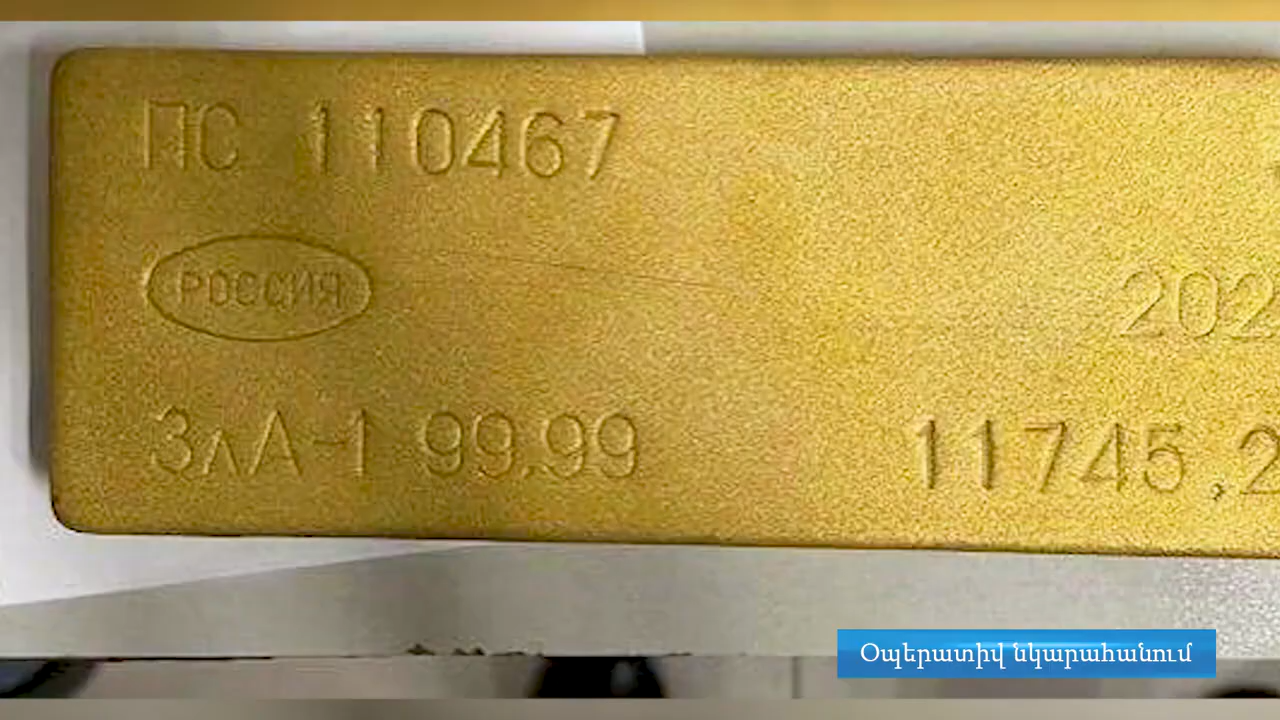 ПС 110467
РОССИЯ
202
ЗлА-1 99.99
11745,2
Օպերատիվ նկարահանում